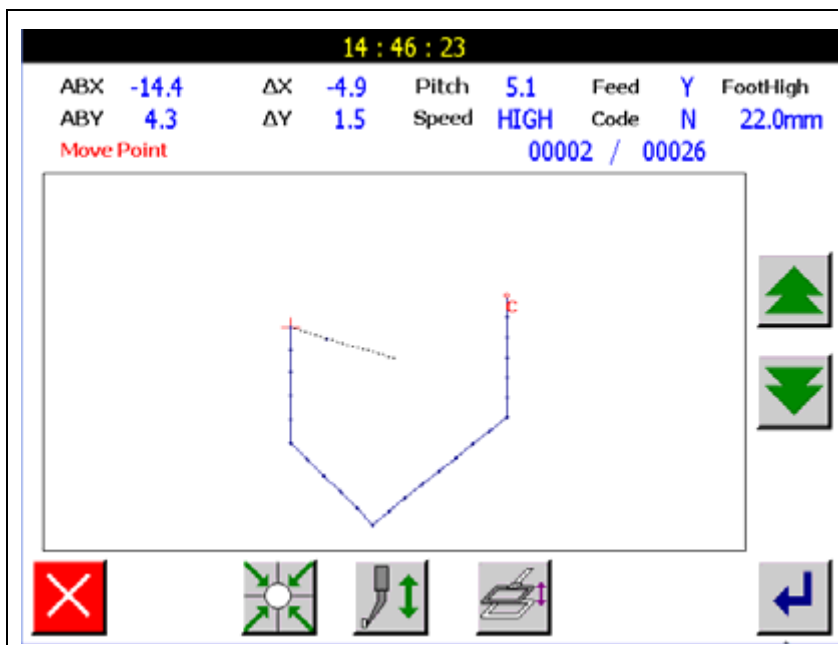 14 : 46 : 23
ABX -14.4 ΔX -4.9 Pitch 5.1 Feed Y FootHigh
ABY 4.3 ΔY 1.5 Speed HIGH Code N 22.0mm
Move Point 00002 / 00026
C